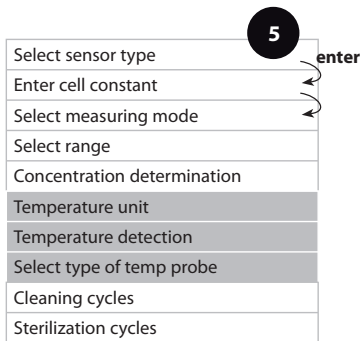 5
Select sensor type
enter
Enter cell constant
Select measuring mode
Select range
Concentration determination
Temperature unit
Temperature detection
Select type of temp probe
Cleaning cycles
Sterilization cycles